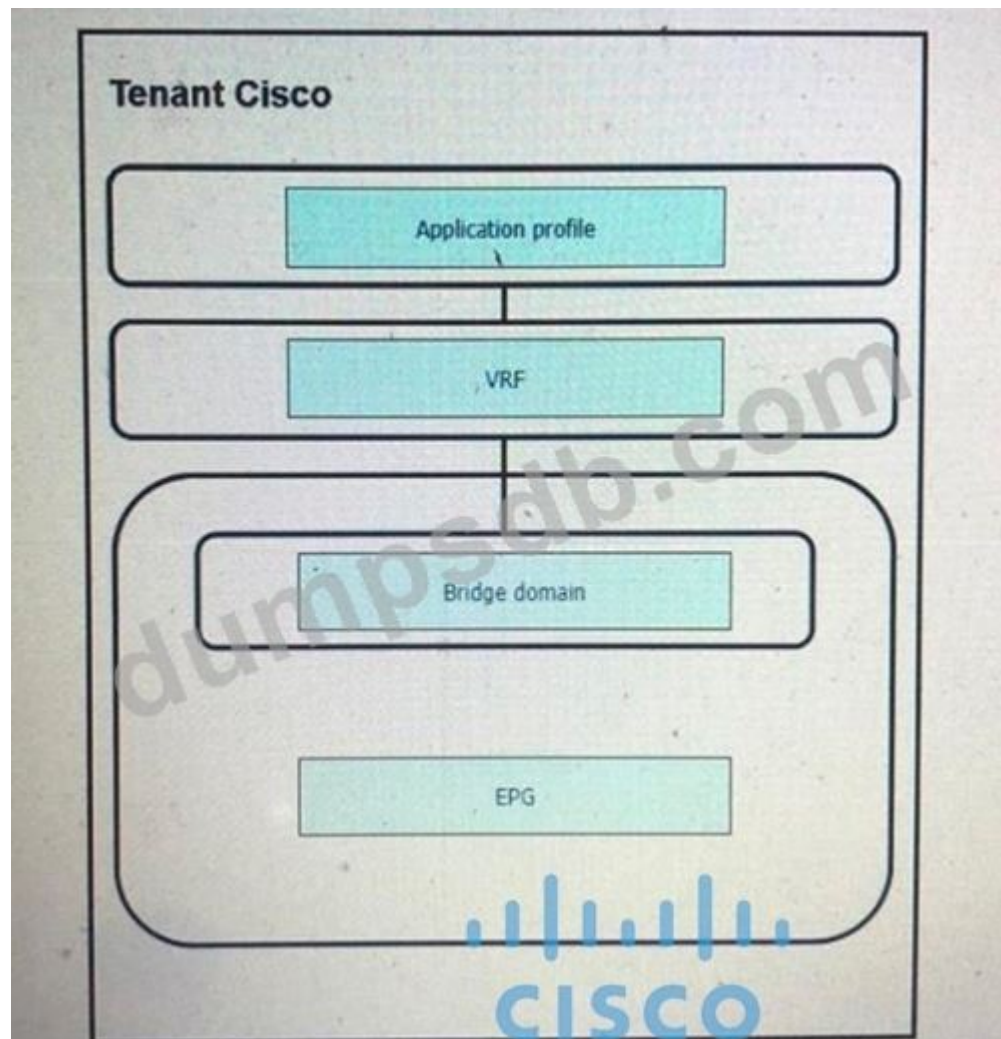 Tenant Cisco
Application profile
VRF
dumpsdb.com
Bridge domain
EPG
CISCO